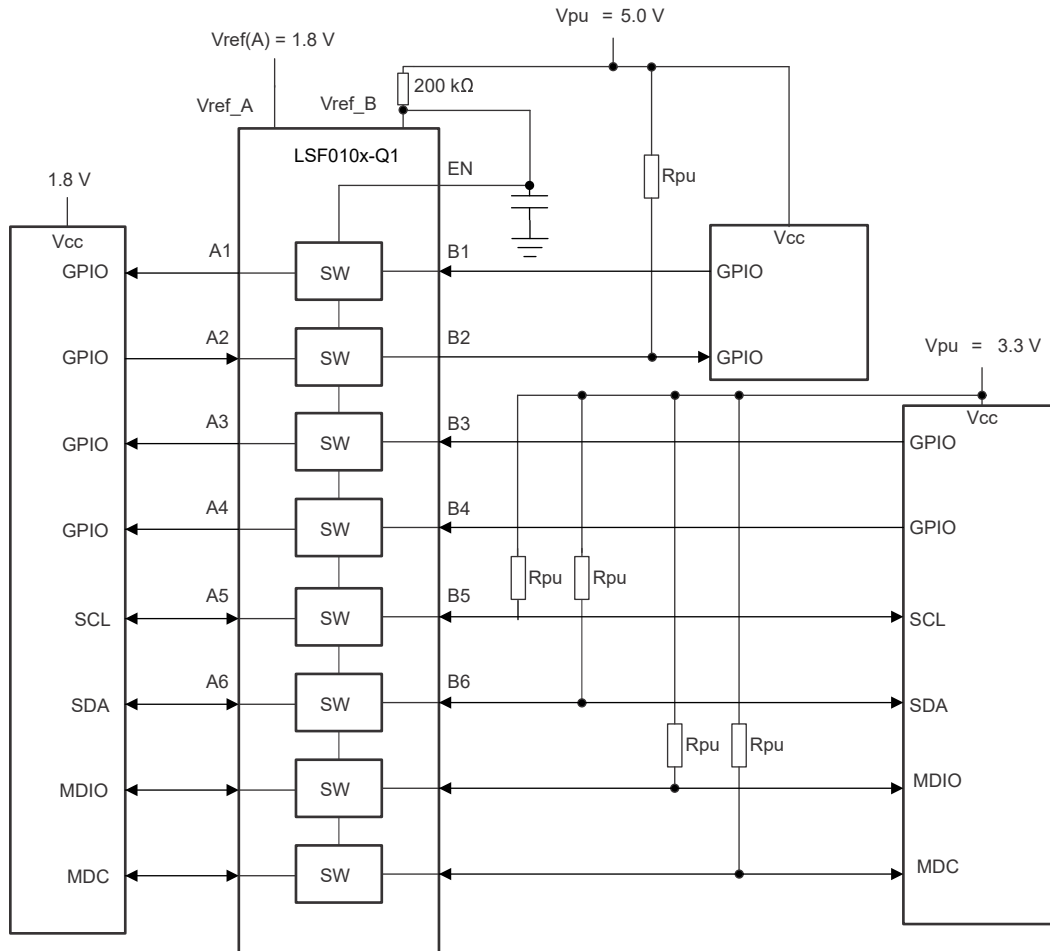 Vpu = 5.0 V
Vref(A) = 1.8 V
200 kΩ
Vref_A
Vref_B
LSF010x-Q1
EN
Rpu
1.8 V
Vcc
Vcc
GPIO
A1
SW
B1
GPIO
GPIO
A2
SW
B2
GPIO
Vpu = 3.3 V
Vcc
GPIO
A3
SW
B3
GPIO
GPIO
A4
SW
B4
GPIO
Rpu
Rpu
SCL
A5
SW
B5
SCL
SDA
A6
SW
B6
SDA
Rpu
Rpu
MDIO
SW
MDIO
MDC
SW
MDC